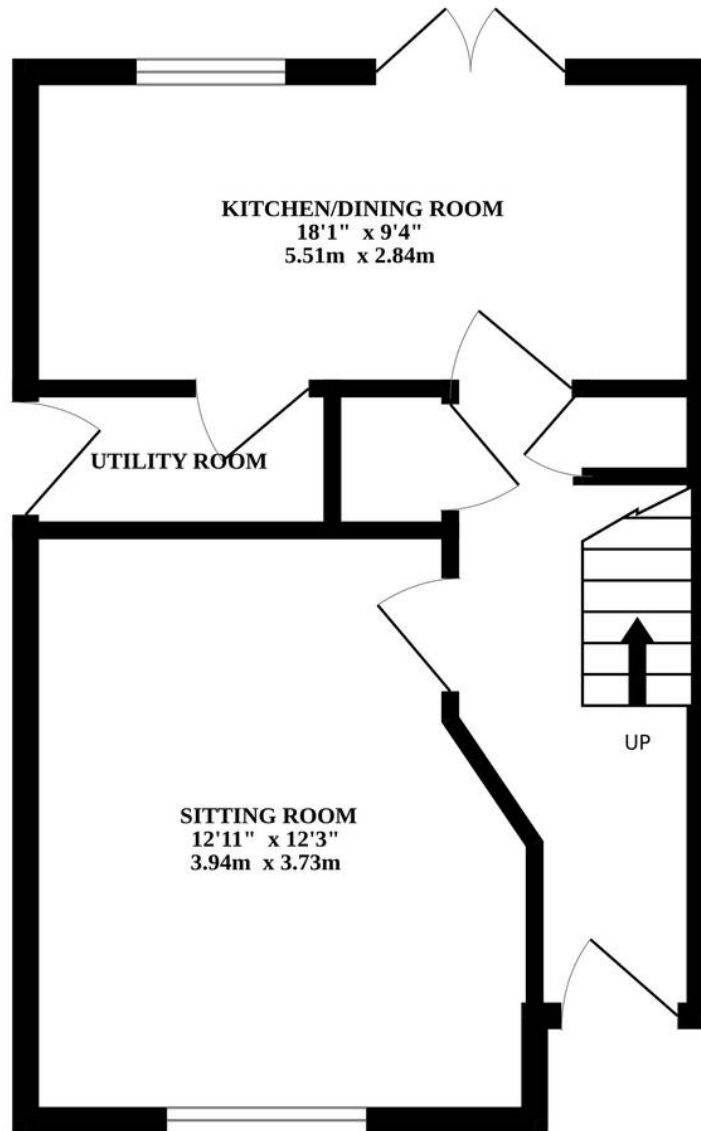 KITCHEN/DINING ROOM
18'1" x 9'4"
5.51m x 2.84m
UTILITY ROOM
UP
SITTING ROOM
12'11" x 12'3"
3.94m x 3.73m